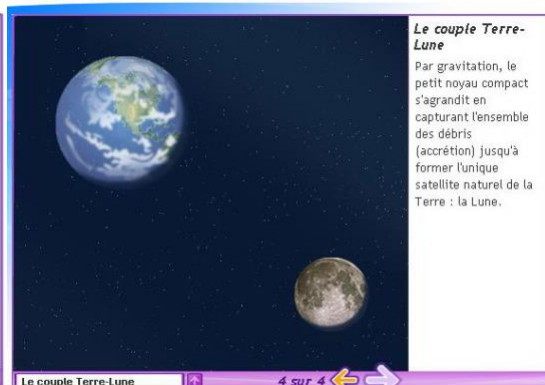 Le couple Terre-
Lune
Par gravitation, le
petit noyau compact
s'agrandit en
capturant l'ensemble
des débris
(accrétion) jusqu'à
former l'unique
satellite naturel de la
Terre : la Lune.
Le couple Terre-Lune
4 sur 4